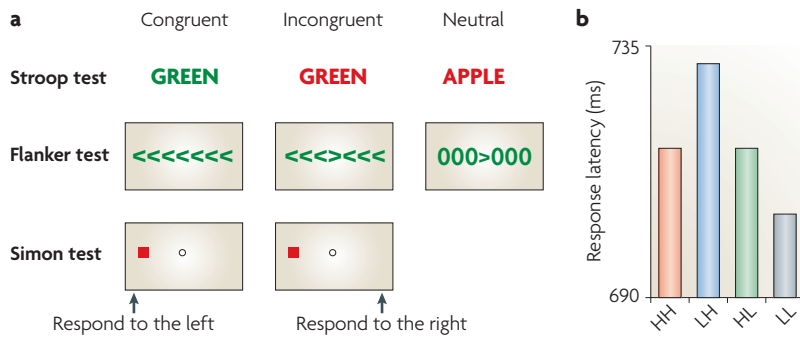 a
Congruent Incongruent Neutral
Stroop test GREEN GREEN APPLE
Flanker test <<<<<<< <<<><<< 000>000
Simon test
Respond to the left Respond to the right
b
735
Response latency (ms)
690
HH LH HL LL